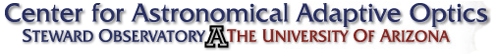 Center for Astronomical Adaptive Optics
STEWARD OBSERVATORY A THE UNIVERSITY OF ARIZONA